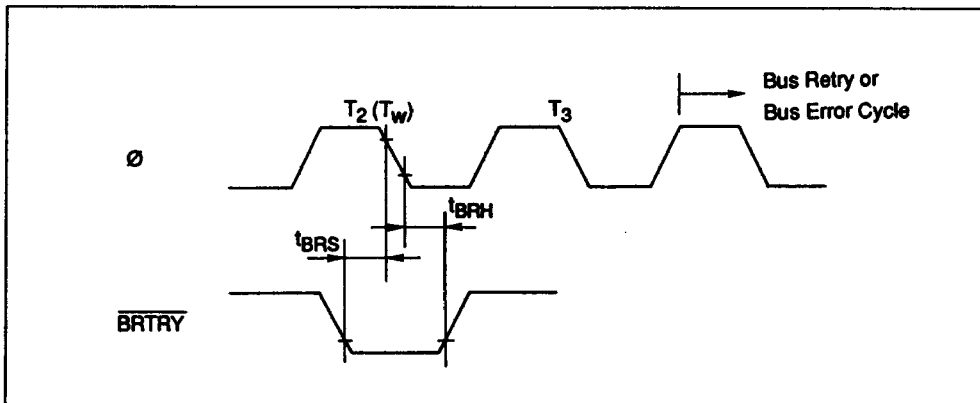 Bus Retry or
Bus Error Cycle
T2 (Tw)
T3
Ø
tBRH
tBRS
BRTRY